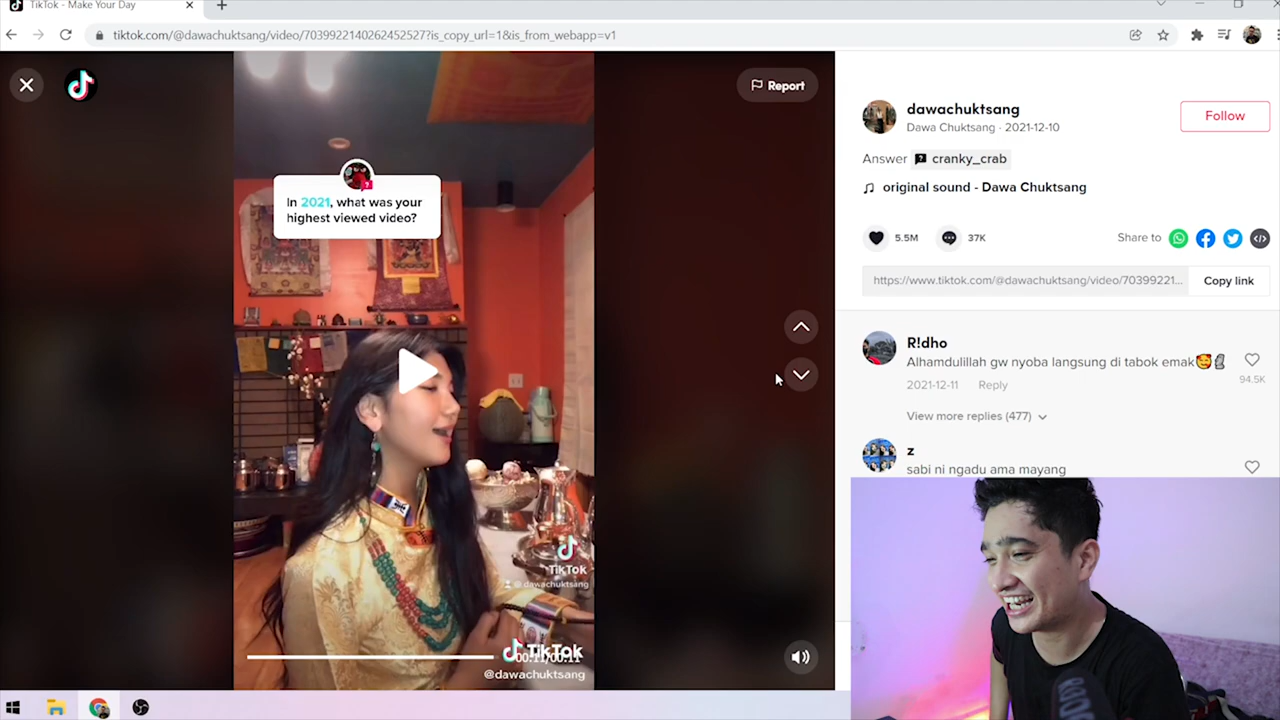 TikTok - Make Your Day
tiktok.com/@dawachuktsang/video/7039922140262452527?is_copy_url=1&is_from_webapp=v1
Report
In 2021, what was your
highest viewed video?
TikTok
@dawachuktsang
TikTok
00:11/00:11
@dawachuktsang
dawachuktsang
Dawa Chuktsang · 2021-12-10
Follow
Answer cranky_crab
original sound - Dawa Chuktsang
5.5M
37K
Share to
https://www.tiktok.com/@dawachuktsang/video/70399221...
Copy link
R!dho
Alhamdulillah gw nyoba langsung di tabok emak🥰🗿
94.5K
2021-12-11 Reply
View more replies (477)
z
sabi ni ngadu ama mayang